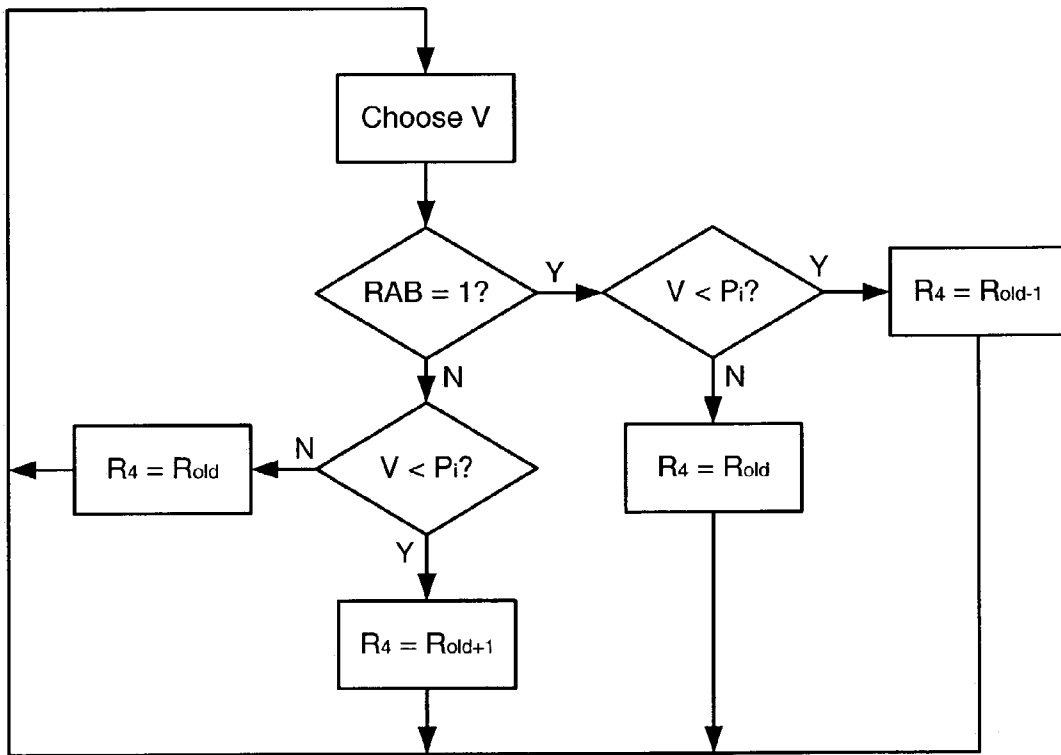 Choose V
RAB = 1?
Y
V < Pi?
Y
R4 = Rold-1
N
N
R4 = Rold
N
V < Pi?
R4 = Rold
Y
R4 = Rold+1